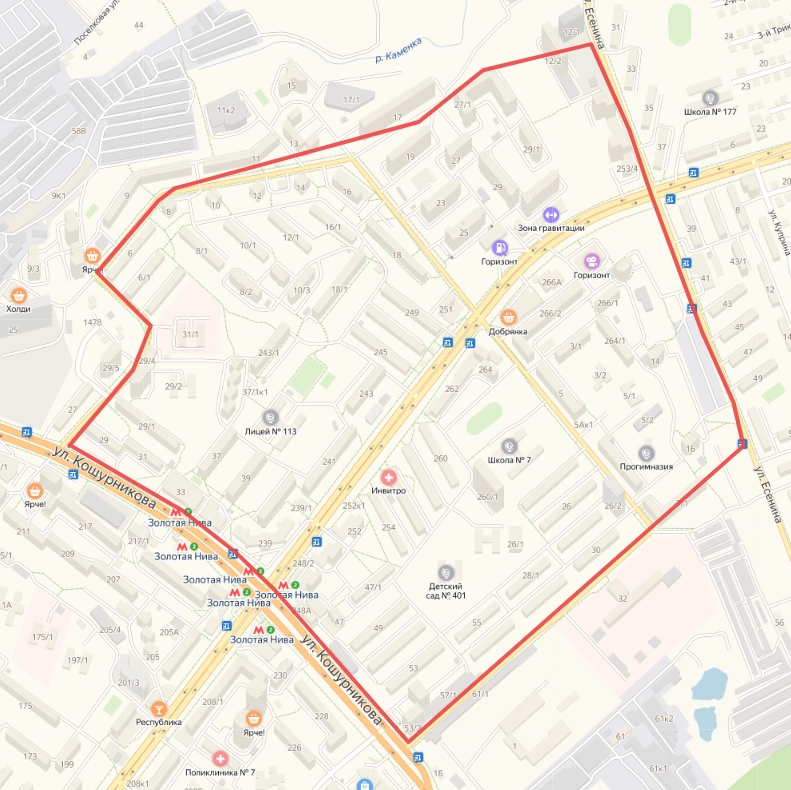 Поселковая ул.
44
4
р. Каменка
ул. Есенина
12/1
12/2
31
33
24
3-й Трик
20
22
Школа № 177
58В
15
17/1
11к2
17
27/1
35
37
23
6
13
11
19
29/1
253/4
9К1
9
14
16
27
23
29
8
10
12/1
16/1
25
Зона гравитации
39
8
ул. Куприна
6
8/1
10/1
18
Горизонт
Горизонт
41
12
Ярче!
9/3
6/1
8/2
10/3
18/1
266А
Холди
25
1478
31/1
249
251
Добрянка
266/2
264/1
43
45
47
29/4
29/5
243/1
245
3/1
14
29/2
37/1к1
243
262
264
3/2
5/1
49
27
Лицей № 113
5
5Ак1
5/2
29
29/1
31
ул. Кошурникова
37
39
260
Школа № 7
Прогимназия
16
Инвитро
Ярче!
33
217/1
217
260/1
239/1
252к1
26
26/2
ул. Есенина
Золотая Нива
211/1
239
252
254
26/1
30
Золотая Нива
209/1
248/2
Золотая Нива
Золотая Нива
Детский
сад № 401
28/1
47/1
Золотая Нива
248А
32
21А
175/1
205/4
205А
Золотая Нива
ул. Кошурникова
47
49
55
56
197/1
53
201/3
230
57/1
61/1
175
208/1
228
53/2
Республика
Ярче!
226
61к2
1
173
199
Поликлиника № 7
208к1
1Б
61к1